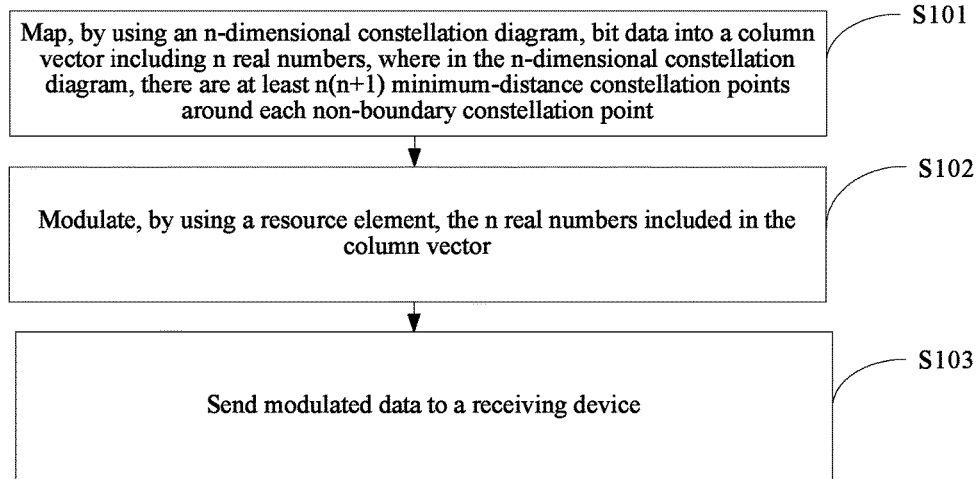 S101
Map, by using an n-dimensional constellation diagram, bit data into a column
vector including n real numbers, where in the n-dimensional constellation
diagram, there are at least n(n+1) minimum-distance constellation points
around each non-boundary constellation point
S102
Modulate, by using a resource element, the n real numbers included in the
column vector
S103
Send modulated data to a receiving device